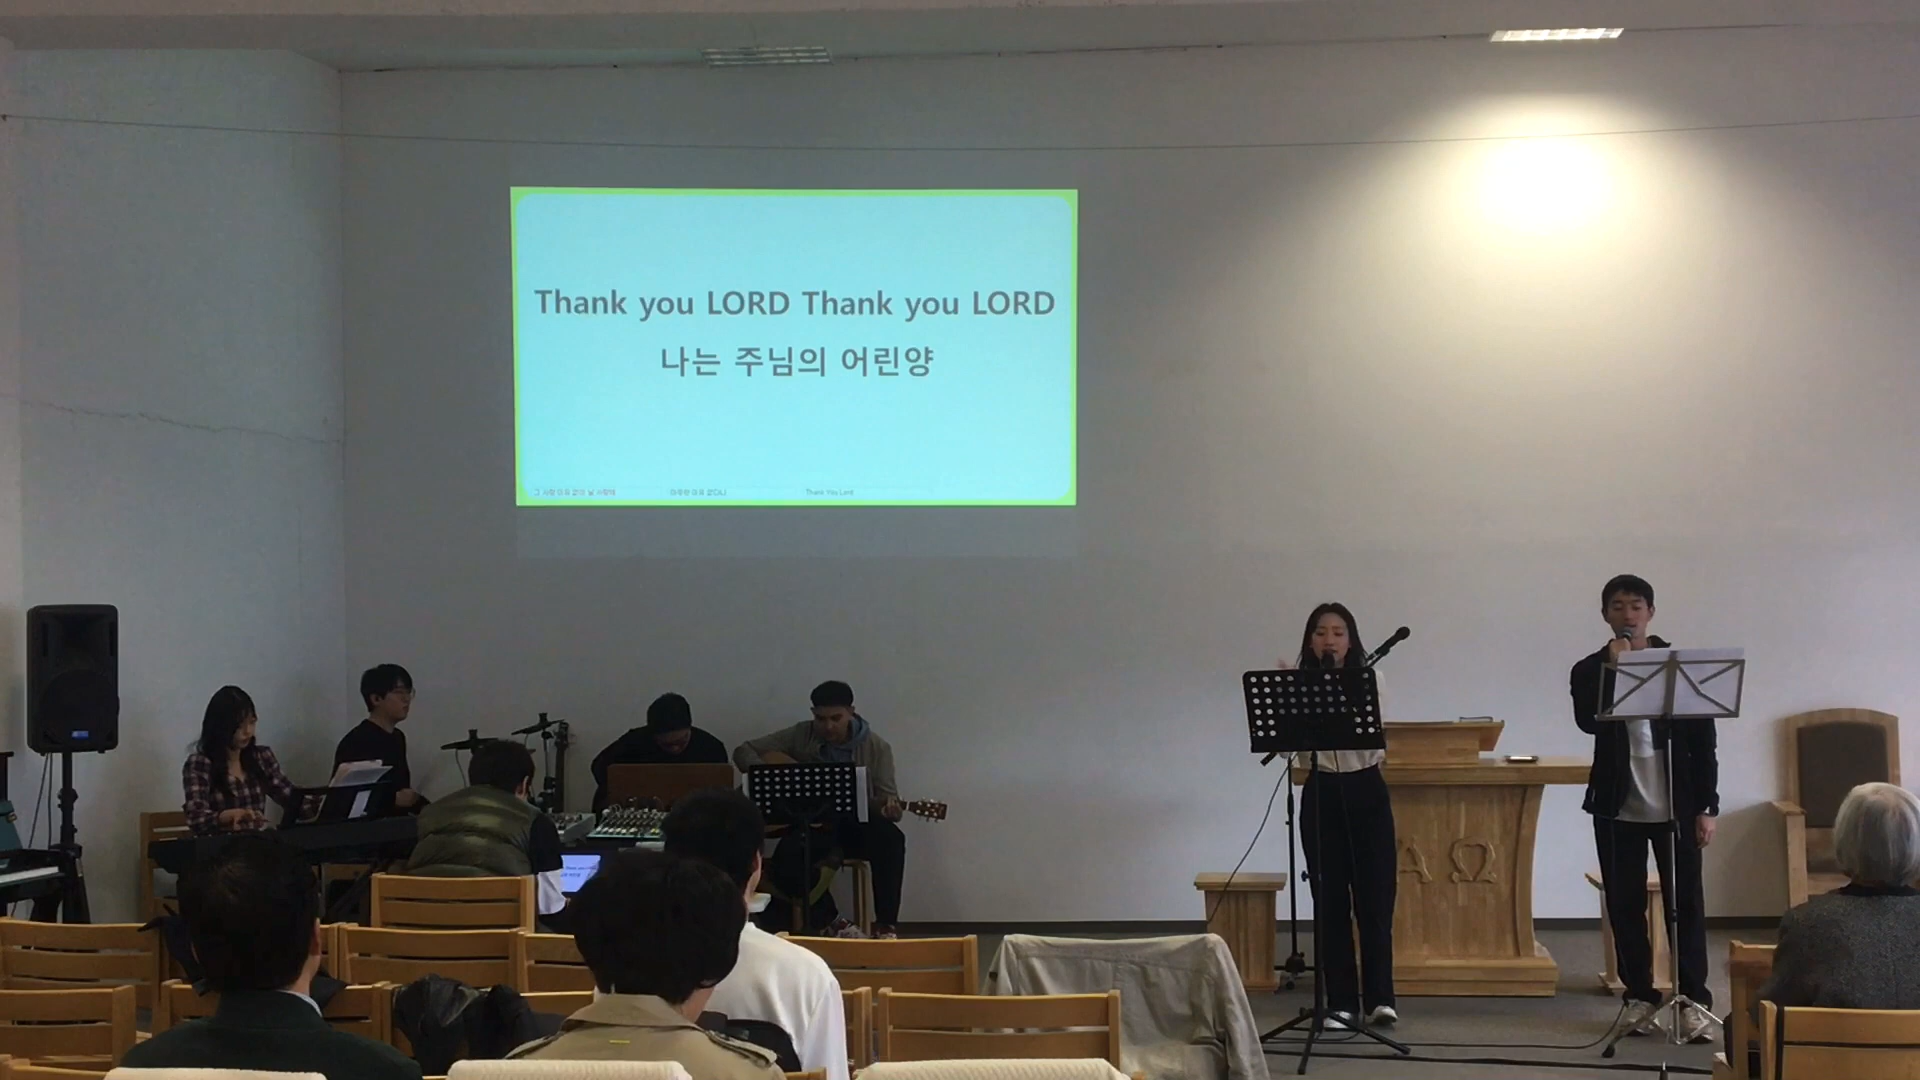 Thank you LORD Thank you LORD
나는 주님의 어린양
Thank You Lord
A Ω